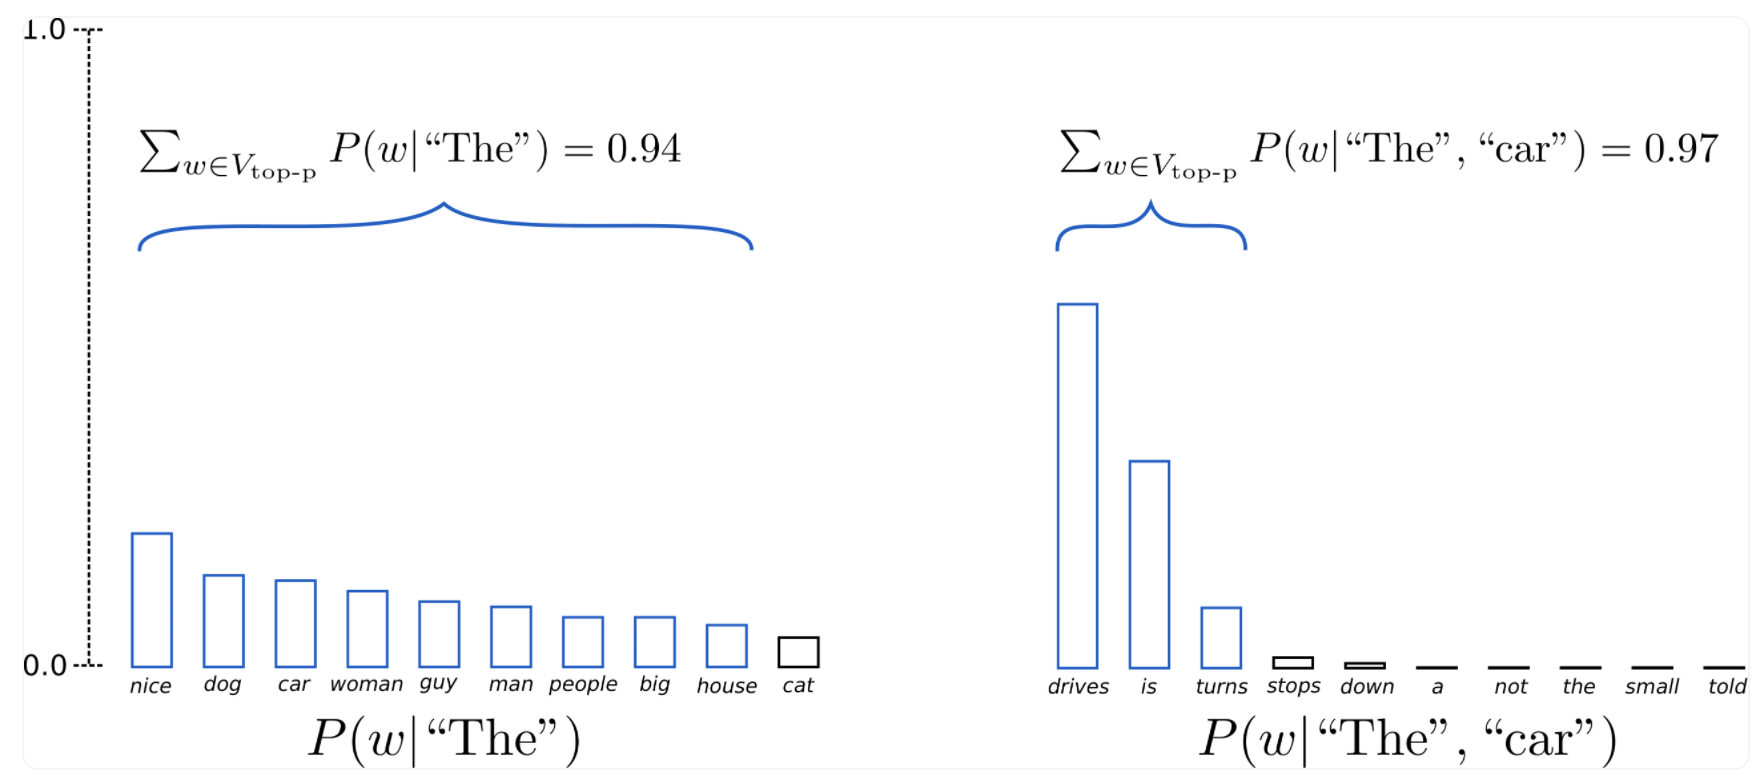 1.0
∑w∈Vtop-p P(w|“The”) = 0.94
∑w∈Vtop-p P(w|“The”, “car”) = 0.97
0.0
nice dog car woman guy man people big house cat
drives is turns stops down a not the small told
P(w|“The”)
P(w|“The”, “car”)